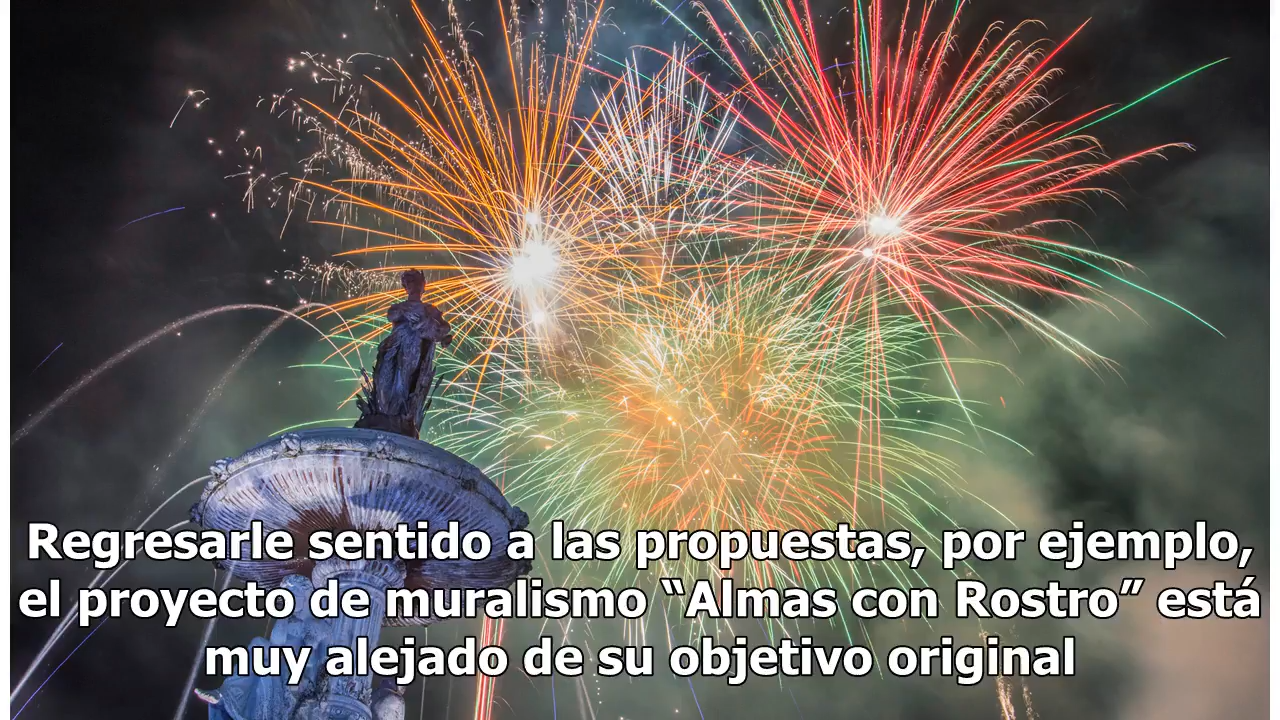 Regresarle sentido a las propuestas, por ejemplo,
el proyecto de muralismo “Almas con Rostro” está
muy alejado de su objetivo original